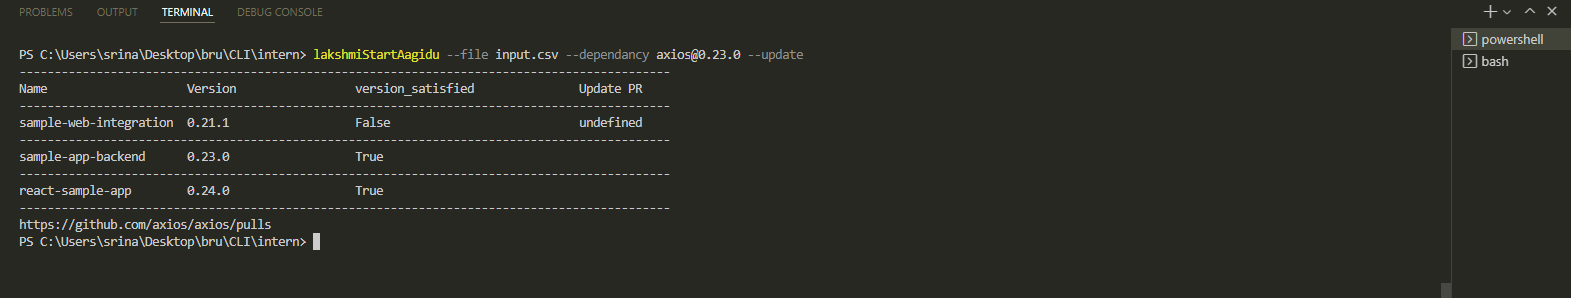 PROBLEMS OUTPUT TERMINAL DEBUG CONSOLE
PS C:\Users\srina\Desktop\bru\CLI\intern> lakshmiStartAagidu --file input.csv --dependancy axios@0.23.0 --update
---------------------------------------------------------------------------------------------
Name Version version_satisfied Update PR
---------------------------------------------------------------------------------------------
sample-web-integration 0.21.1 False undefined
---------------------------------------------------------------------------------------------
sample-app-backend 0.23.0 True
---------------------------------------------------------------------------------------------
react-sample-app 0.24.0 True
---------------------------------------------------------------------------------------------
https://github.com/axios/axios/pulls
PS C:\Users\srina\Desktop\bru\CLI\intern>
powershell
bash